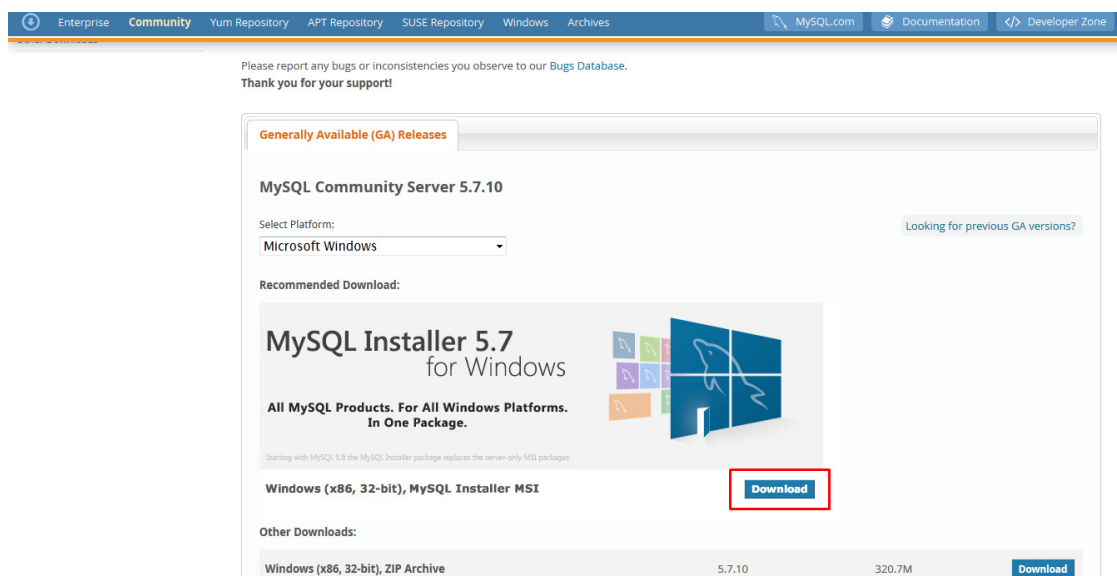 Enterprise Community Yum Repository APT Repository SUSE Repository Windows Archives MySQL.com Documentation </> Developer Zone
Please report any bugs or inconsistencies you observe to our Bugs Database.
Thank you for your support!
Generally Available (GA) Releases
MySQL Community Server 5.7.10
Select Platform:
Microsoft Windows
Looking for previous GA versions?
Recommended Download:
MySQL Installer 5.7
for Windows
All MySQL Products. For All Windows Platforms.
In One Package.
Starting with MySQL 5.6 the MySQL Installer package replaces the server-only MSI packages.
Windows (x86, 32-bit), MySQL Installer MSI Download
Other Downloads:
Windows (x86, 32-bit), ZIP Archive 5.7.10 320.7M Download